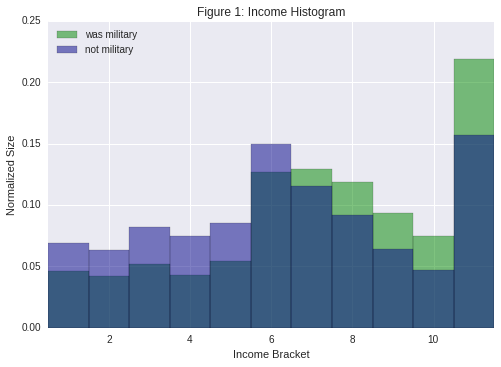 Figure 1: Income Histogram
was military
not military
0.25
0.20
0.15
0.10
0.05
0.00
Normalized Size
2 4 6 8 10
Income Bracket